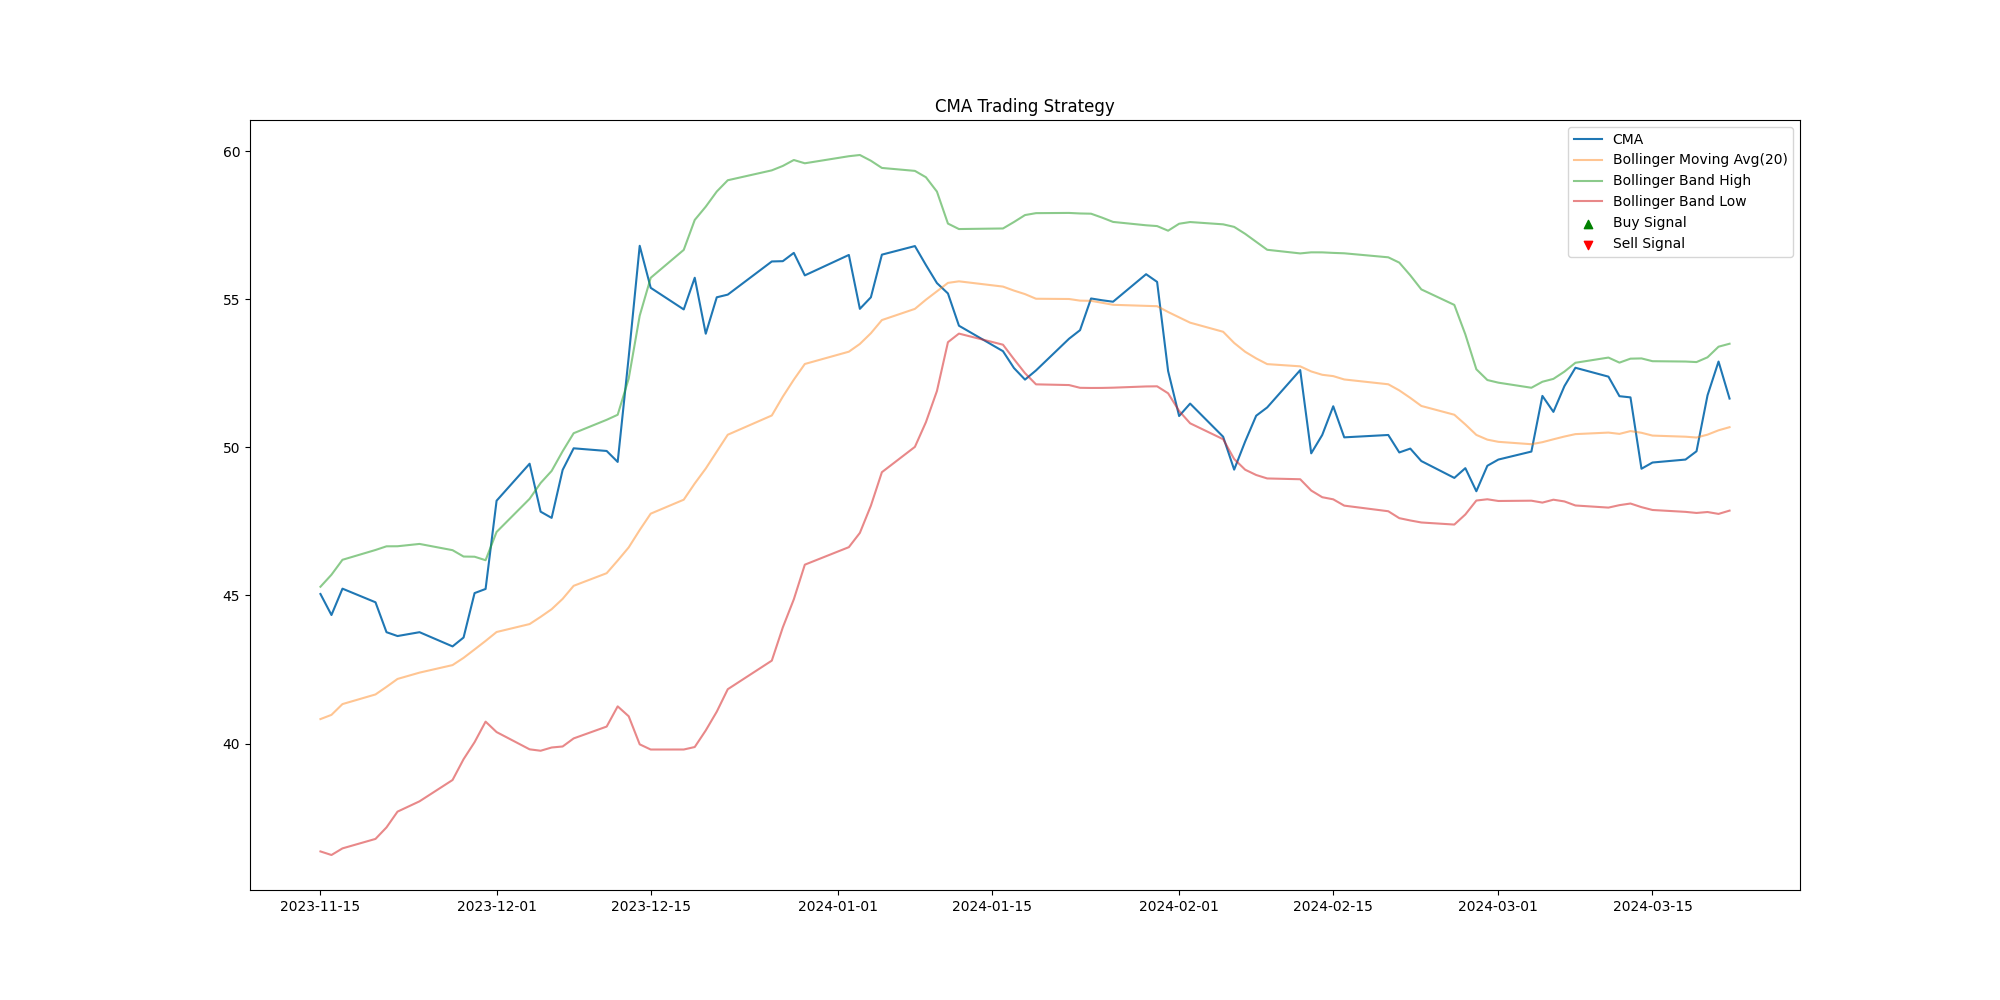 CMA Trading Strategy
CMA
Bollinger Moving Avg(20)
Bollinger Band High
Bollinger Band Low
Buy Signal
Sell Signal
60
55
50
45
40
2023-11-15
2023-12-01
2023-12-15
2024-01-01
2024-01-15
2024-02-01
2024-02-15
2024-03-01
2024-03-15